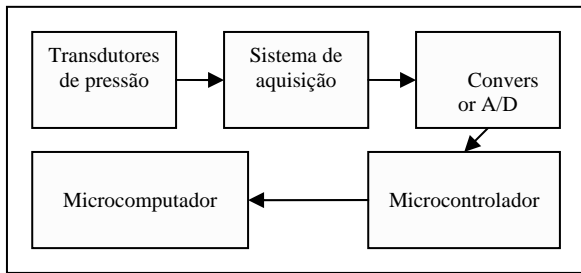 Transdutores
de pressão
Sistema de
aquisição
Convers
or A/D
Microcomputador
Microcontrolador